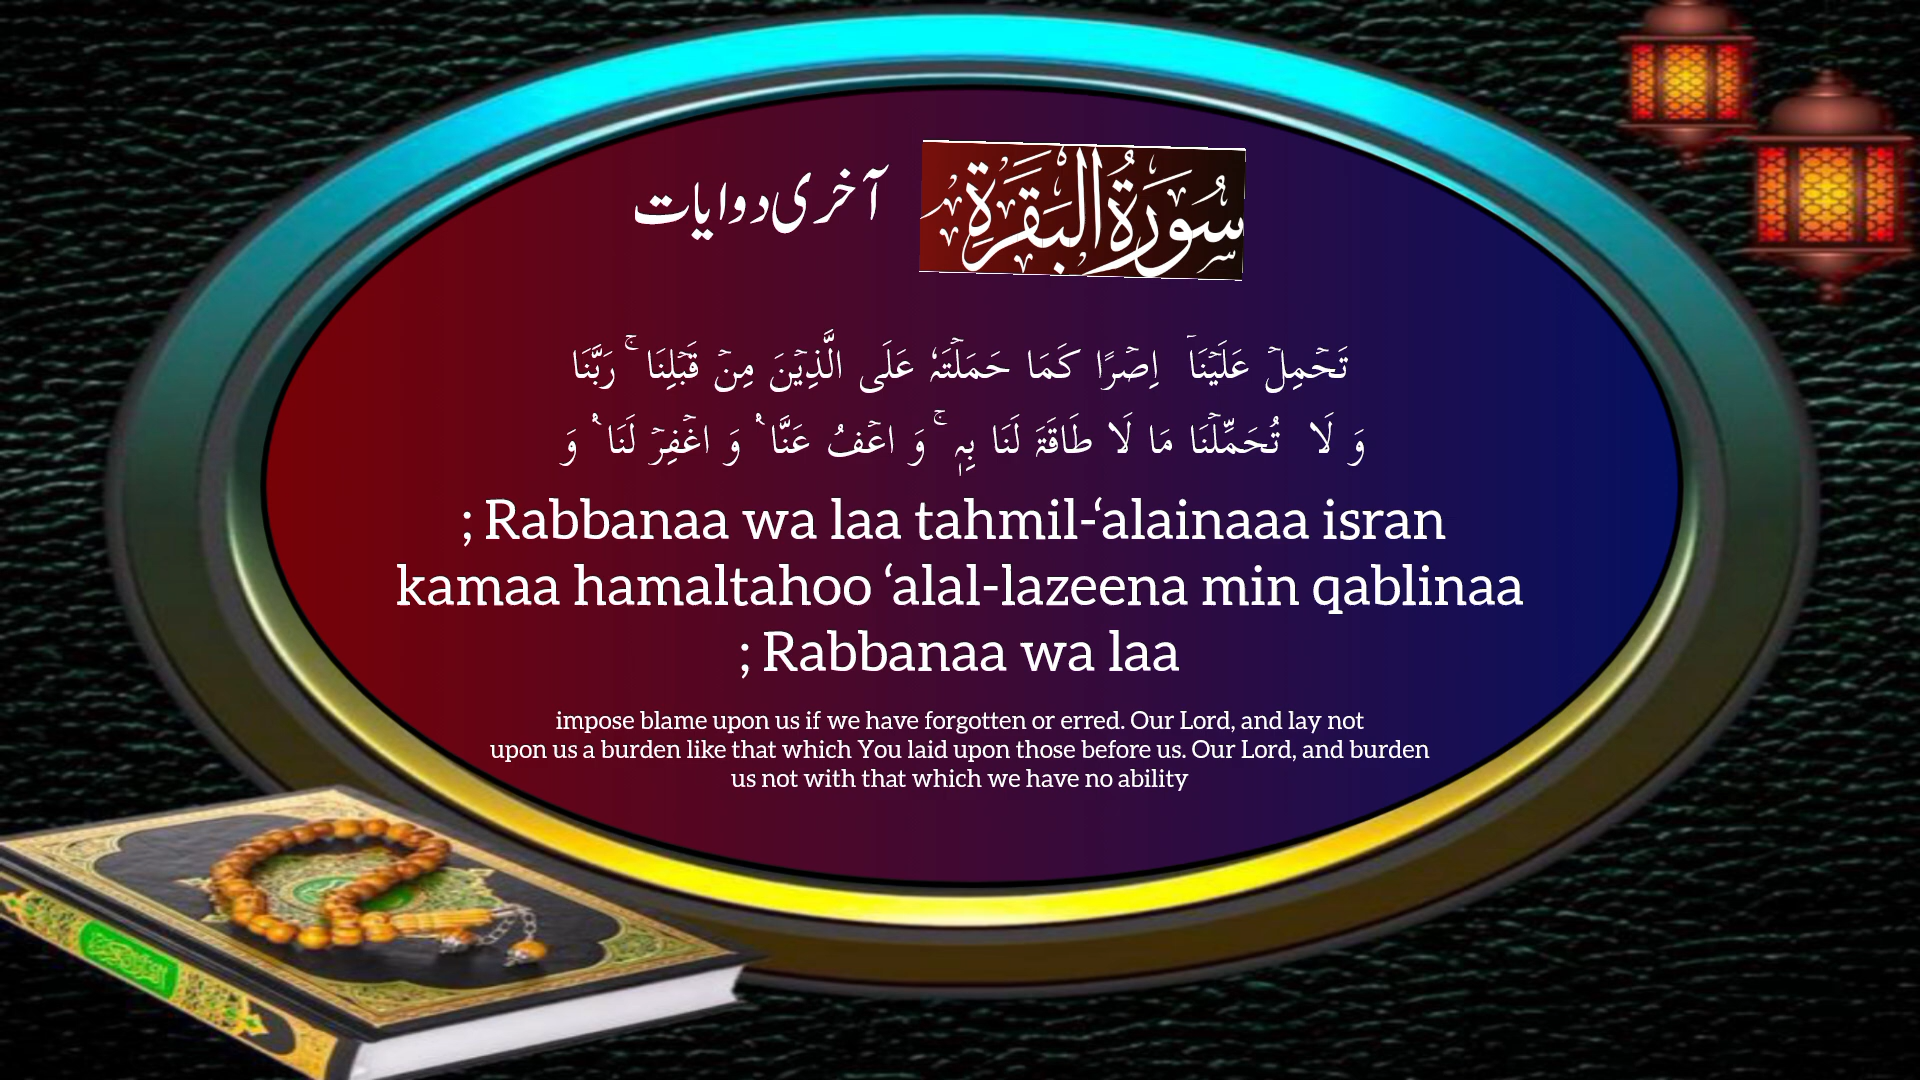 سُورَةُ الْبَقَرَةِ
آخری دو ایات
تَحۡمِلۡ عَلَیۡنَاۤ اِصۡرًا کَمَا حَمَلۡتَہٗ عَلَی الَّذِیۡنَ مِنۡ قَبۡلِنَا ۚ رَبَّنَا
وَ لَا تُحَمِّلۡنَا مَا لَا طَاقَۃَ لَنَا بِہٖ ۚ وَ اعۡفُ عَنَّا ٝ وَ اغۡفِرۡ لَنَا ٝ وَ
; Rabbanaa wa laa tahmil-‘alainaaa isran
kamaa hamaltahoo ‘alal-lazeena min qablinaa
; Rabbanaa wa laa
impose blame upon us if we have forgotten or erred. Our Lord, and lay not
upon us a burden like that which You laid upon those before us. Our Lord, and burden
us not with that which we have no ability